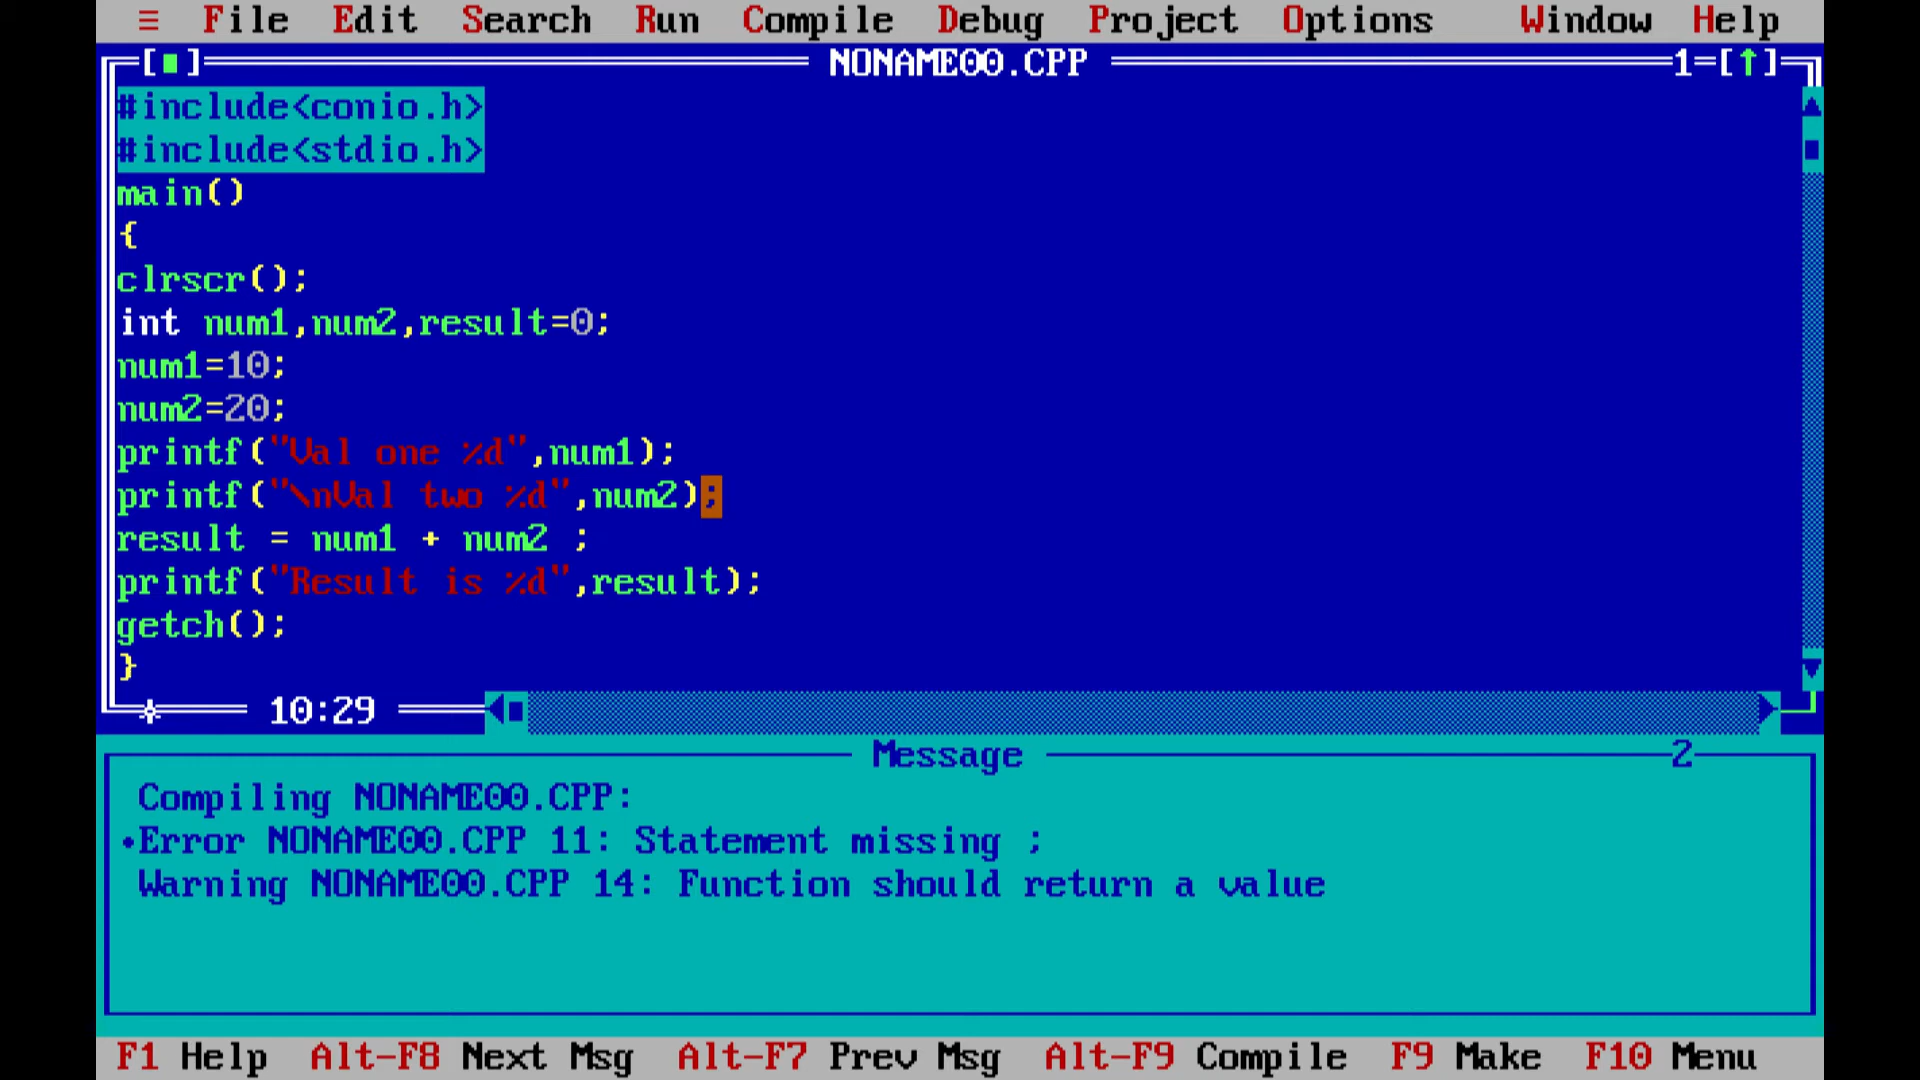 ≡ File Edit Search Run Compile Debug Project Options Window Help
[■] NONAME00.CPP 1=[↑]
#include<conio.h>
#include<stdio.h>
main()
{
clrscr();
int num1,num2,result=0;
num1=10;
num2=20;
printf("Val one %d",num1);
printf("\nVal two %d",num2);
result = num1 + num2 ;
printf("Result is %d",result);
getch();
}
10:29
Message 2
Compiling NONAME00.CPP:
•Error NONAME00.CPP 11: Statement missing ;
Warning NONAME00.CPP 14: Function should return a value
F1 Help Alt-F8 Next Msg Alt-F7 Prev Msg Alt-F9 Compile F9 Make F10 Menu